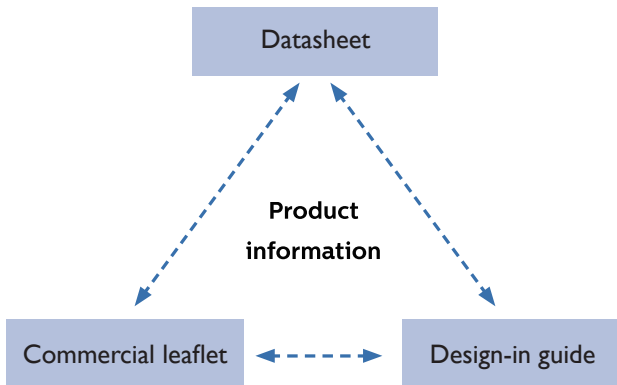 Datasheet
Product
information
Commercial leaflet
Design-in guide